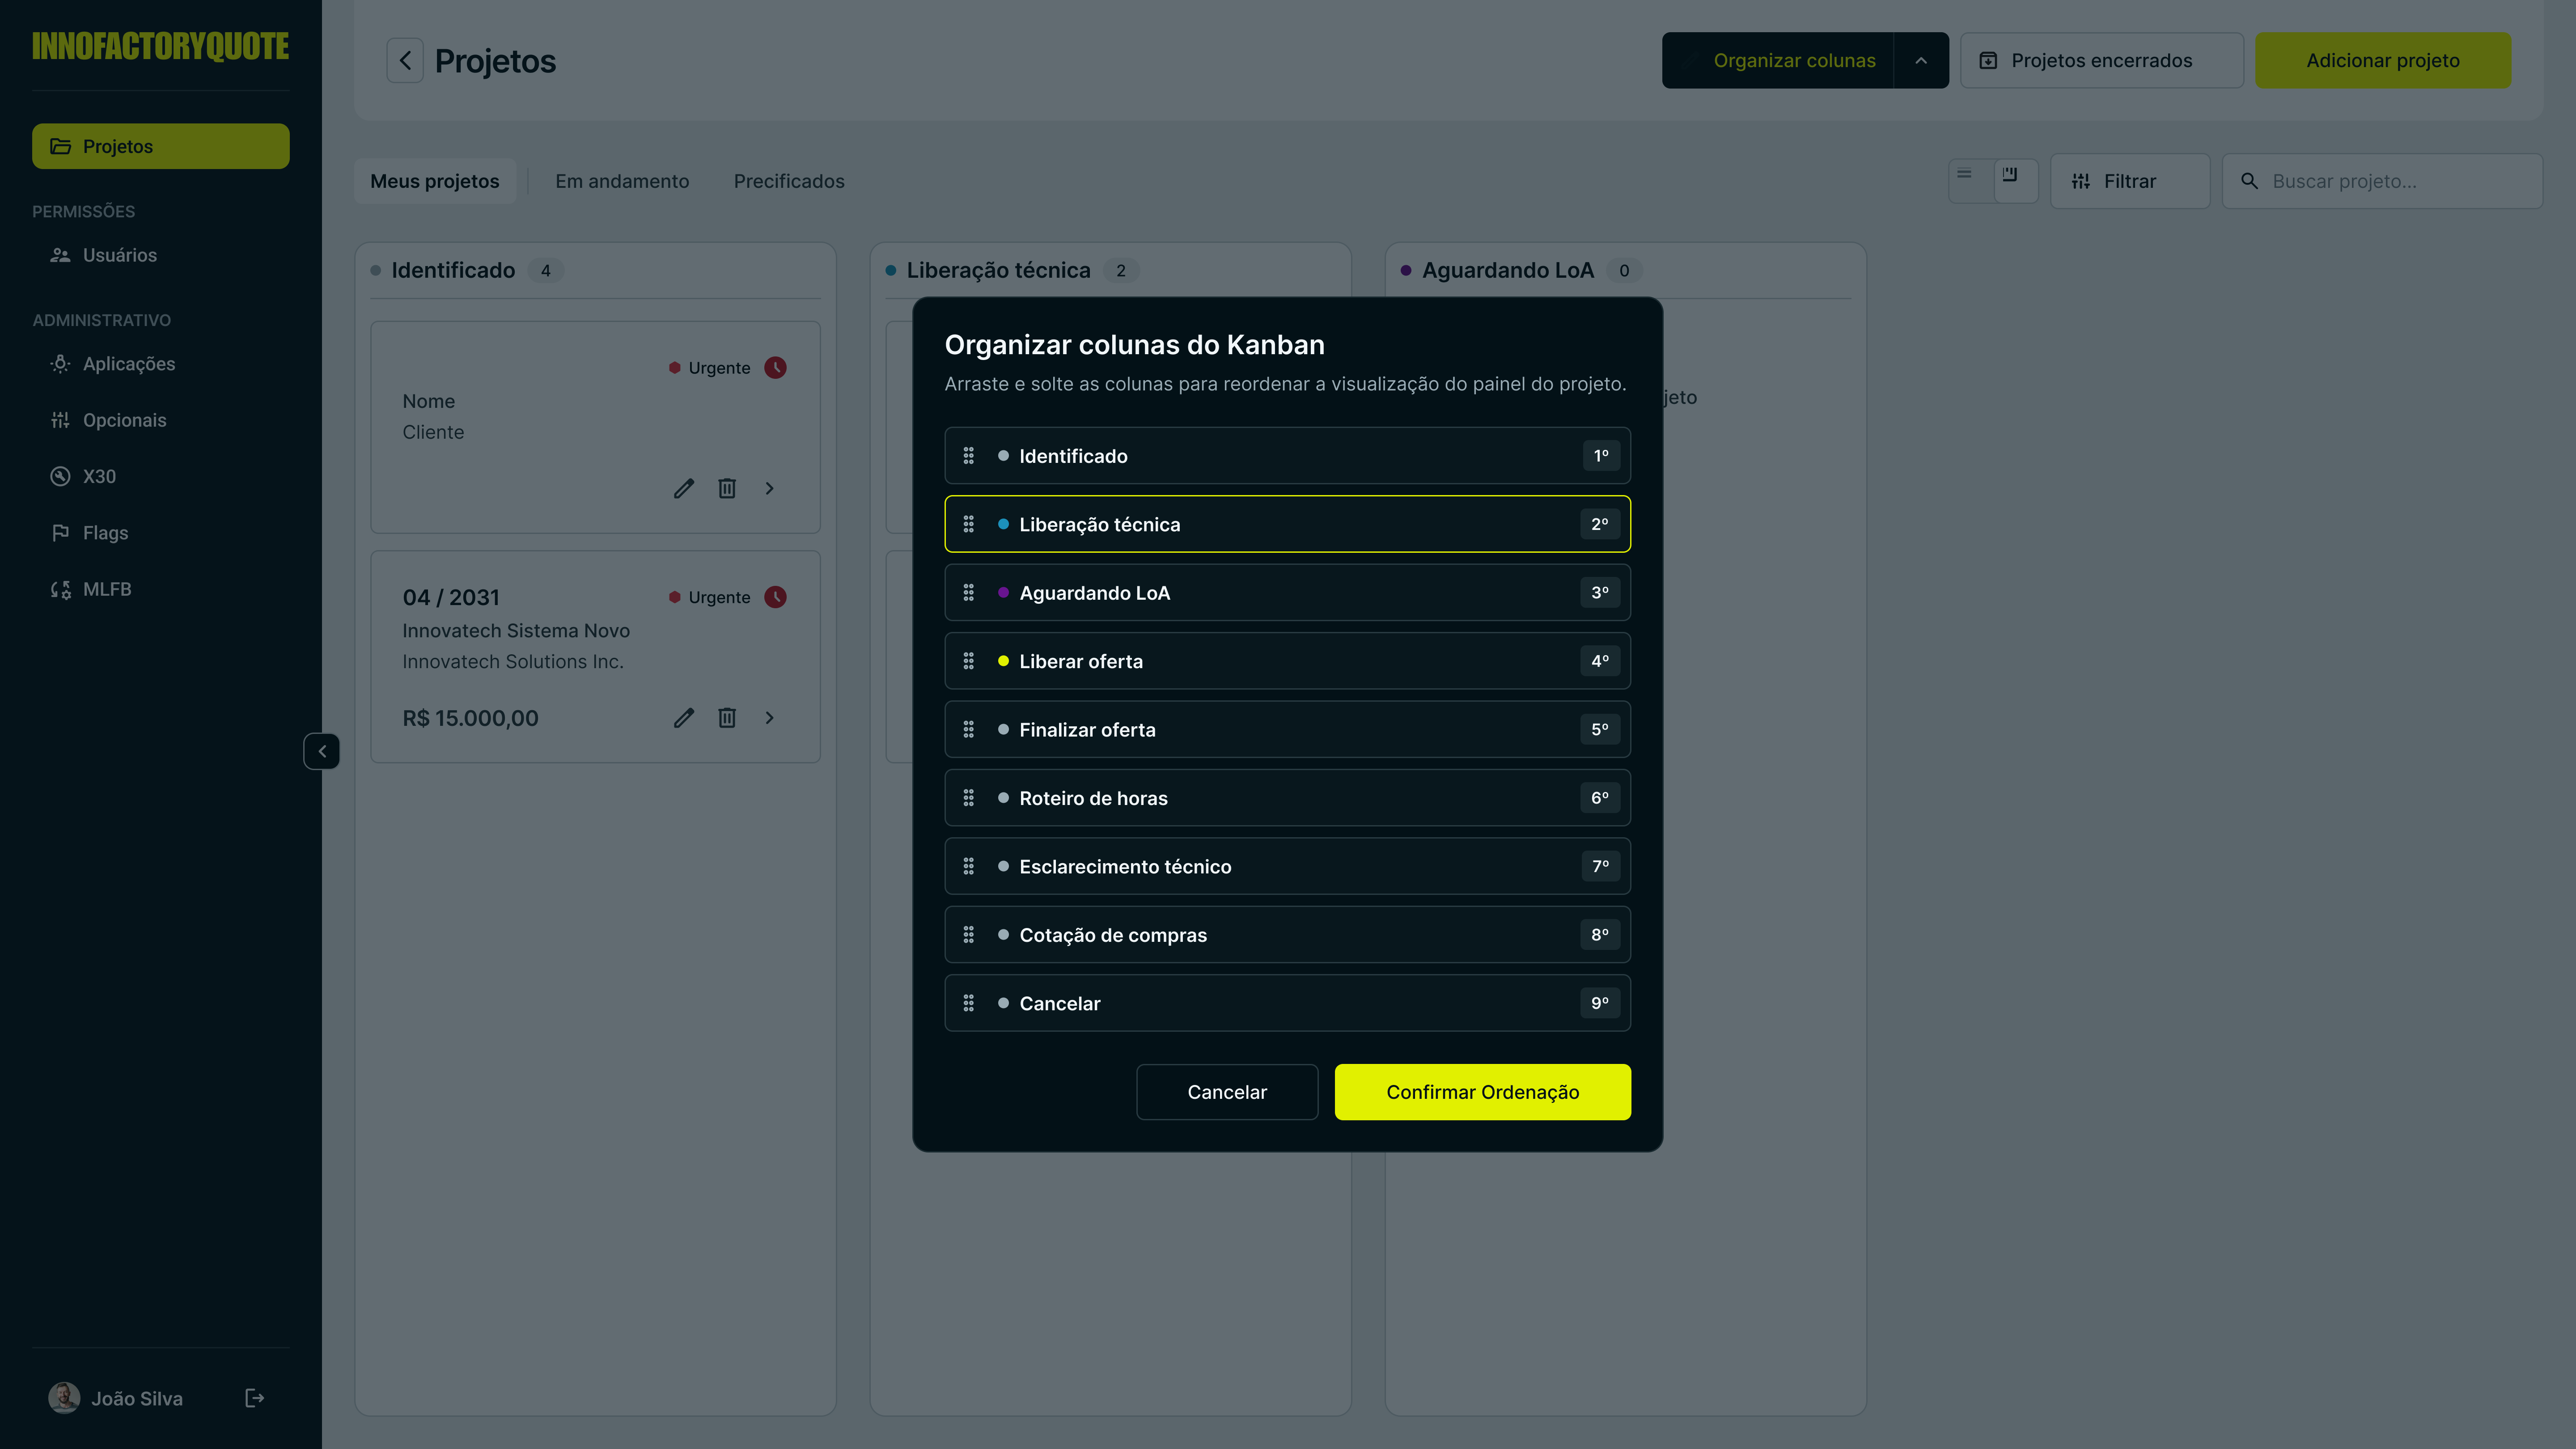 INNOFACTORYQUOTE
Projetos
PERMISSÕES
Usuários
ADMINISTRATIVO
Aplicações
Opcionais
X30
Flags
MLFB
João Silva
Projetos
Organizar colunas
Projetos encerrados
Adicionar projeto
Meus projetos
Em andamento
Precificados
Filtrar
Buscar projeto...
Identificado 4
Urgente
Nome
Cliente
04 / 2031
Urgente
Innovatech Sistema Novo
Innovatech Solutions Inc.
R$ 15.000,00
Liberação técnica 2
Aguardando LoA 0
jeto
Organizar colunas do Kanban
Arraste e solte as colunas para reordenar a visualização do painel do projeto.
Identificado 1º
Liberação técnica 2º
Aguardando LoA 3º
Liberar oferta 4º
Finalizar oferta 5º
Roteiro de horas 6º
Esclarecimento técnico 7º
Cotação de compras 8º
Cancelar 9º
Cancelar
Confirmar Ordenação